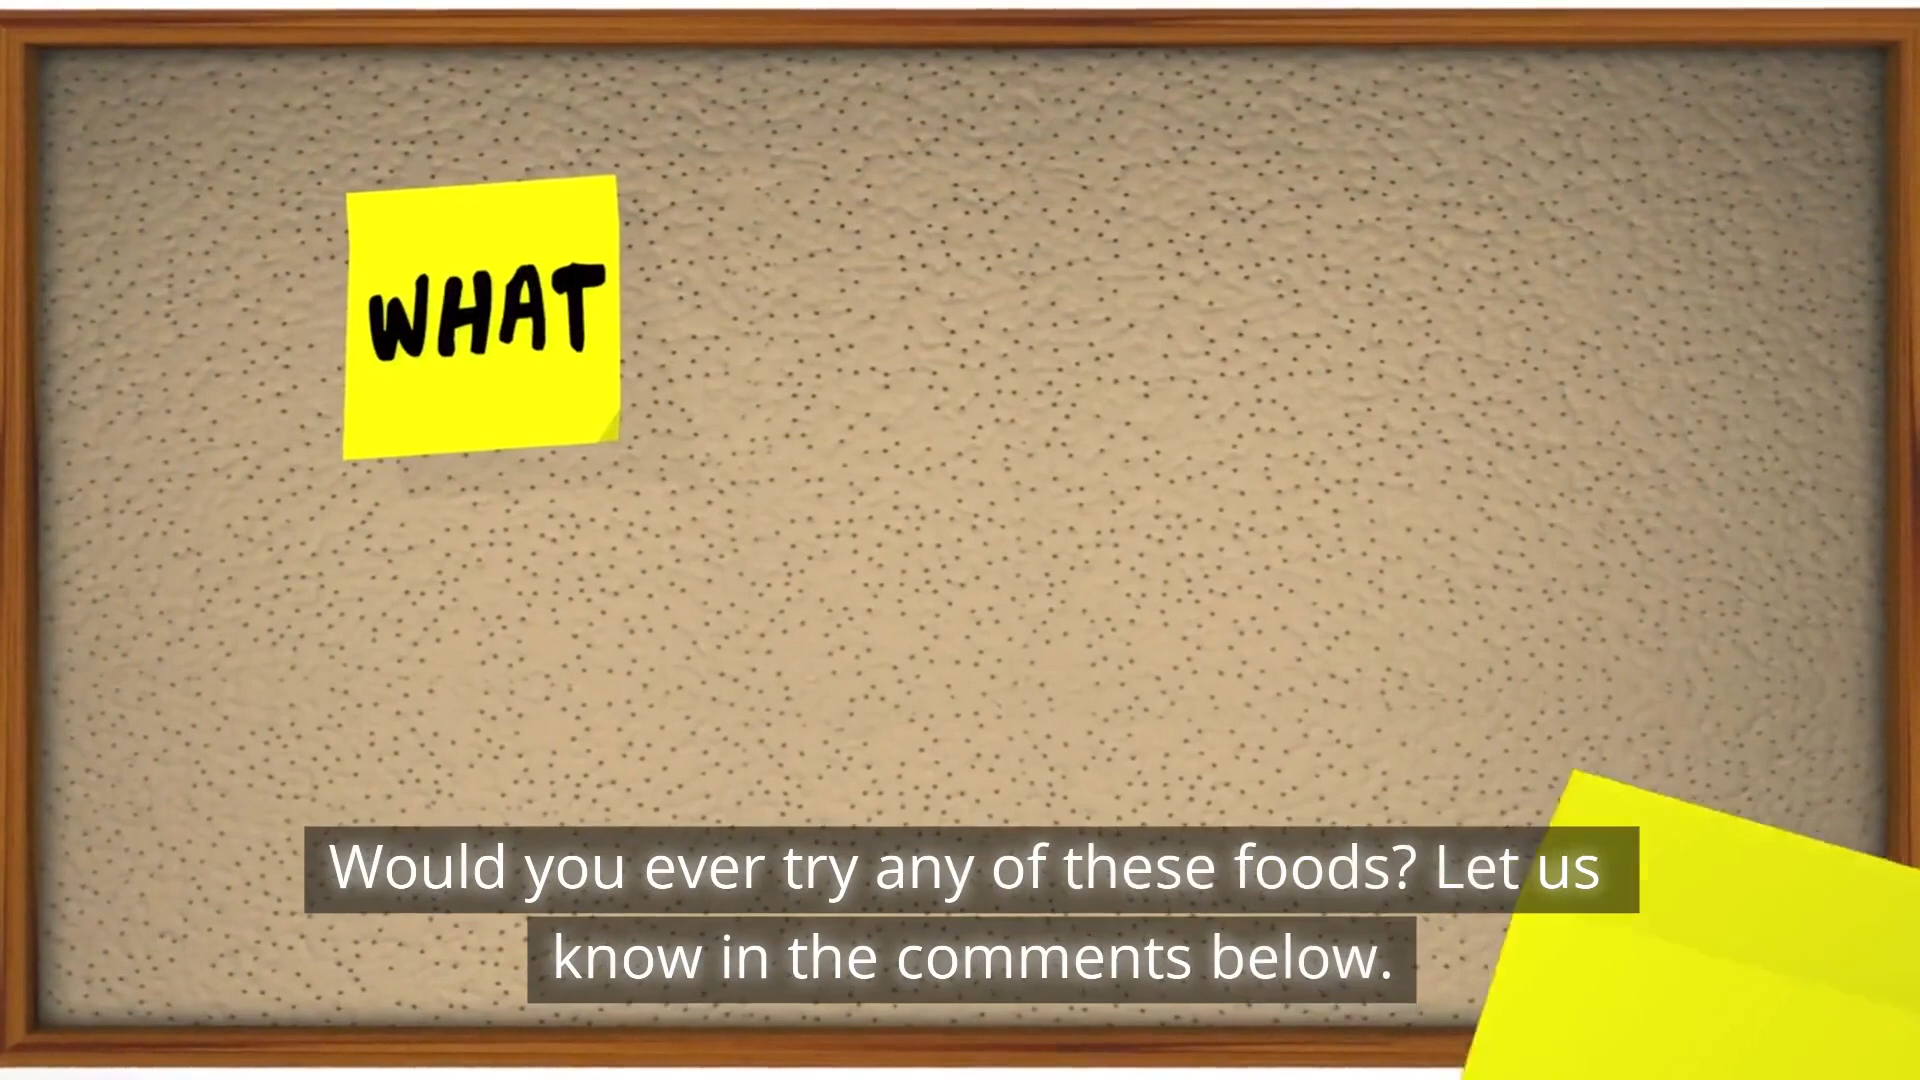 WHAT
Would you ever try any of these foods? Let us
know in the comments below.